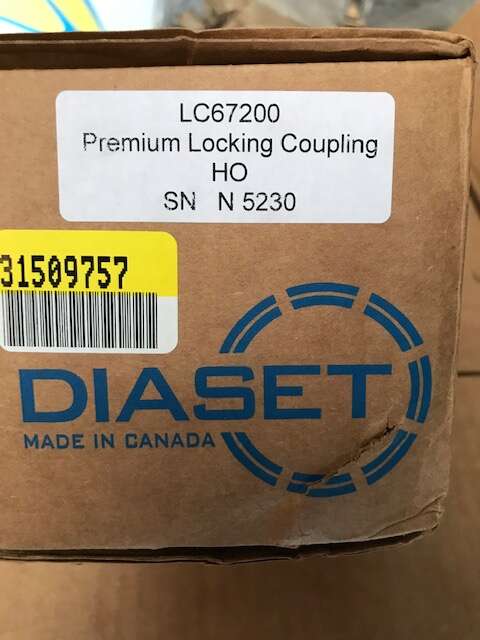 LC67200
Premium Locking Coupling
HO
SN N 5230
31509757
DIASET
MADE IN CANADA